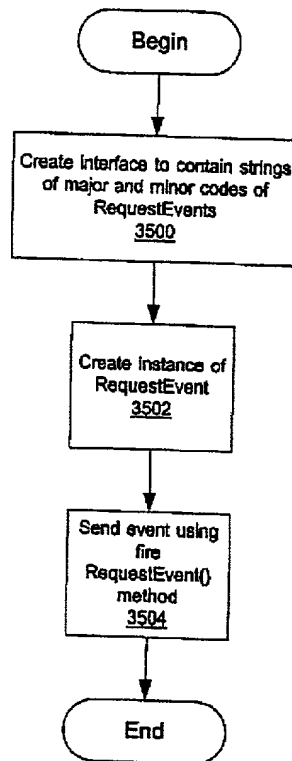 Begin
Create interface to contain strings
of major and minor codes of
RequestEvents
3500
Create instance of
RequestEvent
3502
Send event using
fire
RequestEvent()
method
3504
End